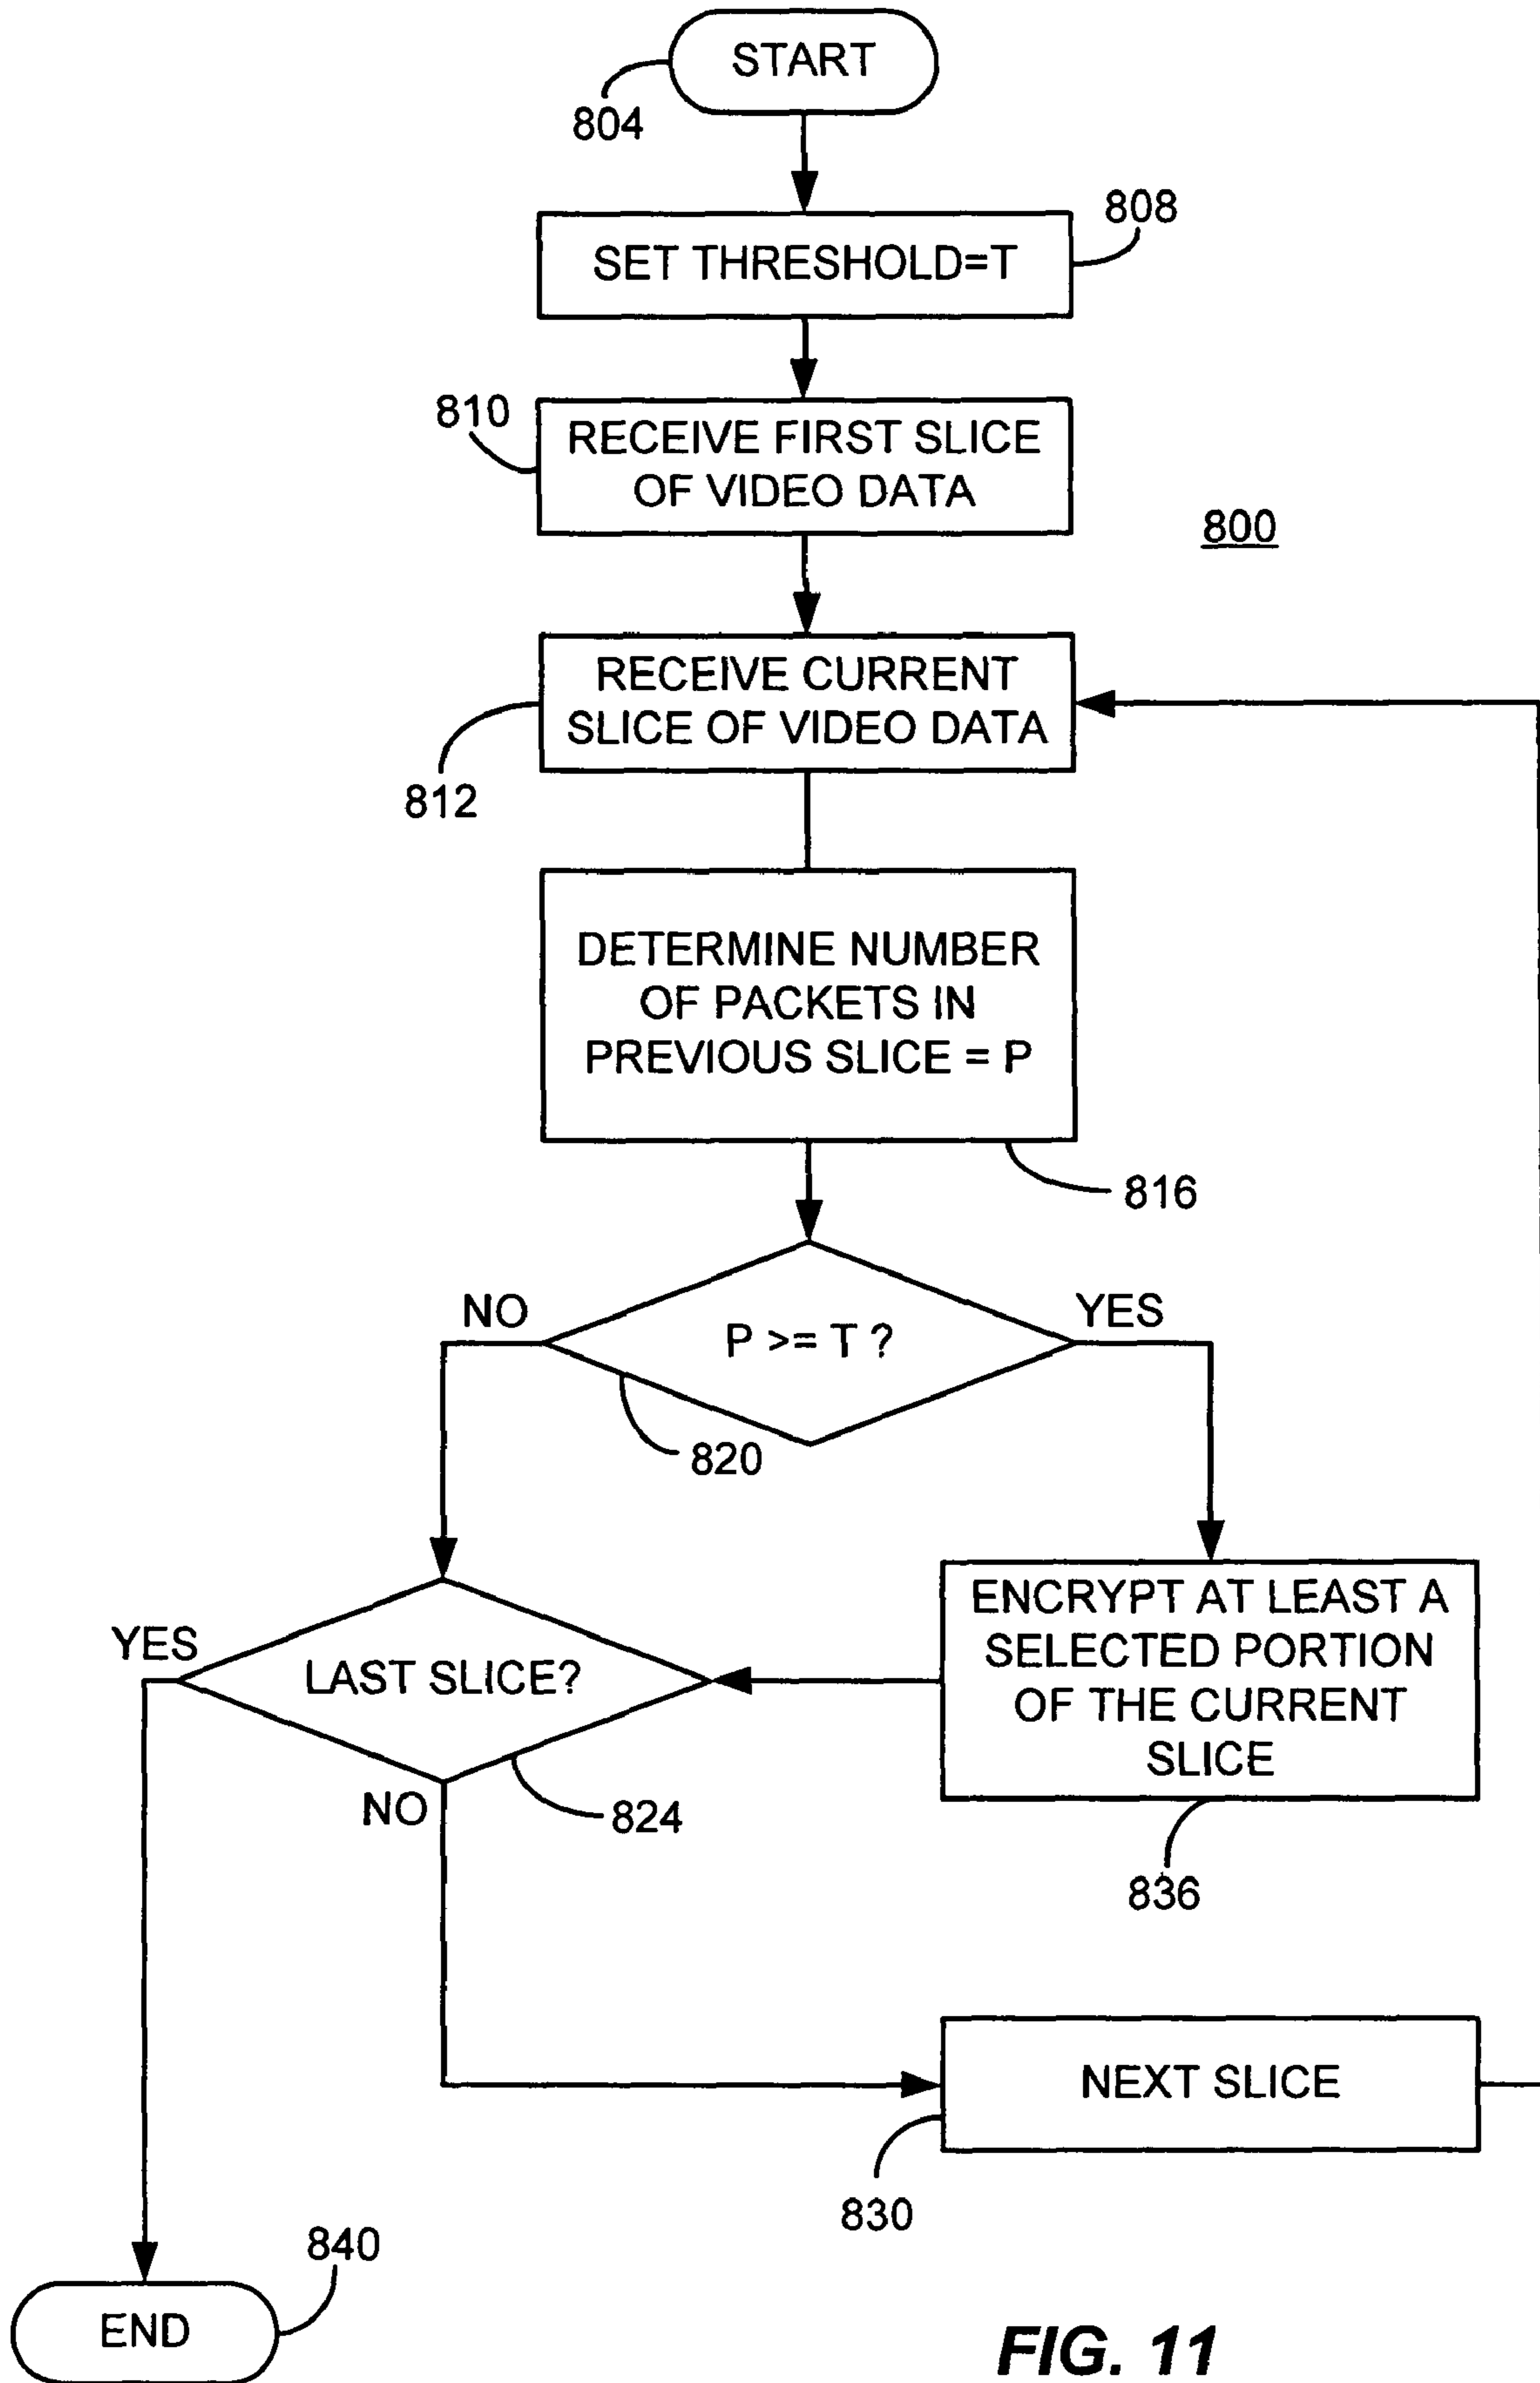 START
804
808
SET THRESHOLD=T
810
RECEIVE FIRST SLICE
OF VIDEO DATA
800
RECEIVE CURRENT
SLICE OF VIDEO DATA
812
DETERMINE NUMBER
OF PACKETS IN
PREVIOUS SLICE = P
816
NO
YES
P >= T ?
820
ENCRYPT AT LEAST A
SELECTED PORTION
OF THE CURRENT
SLICE
YES
LAST SLICE?
NO
824
836
NEXT SLICE
830
840
END
FIG. 11